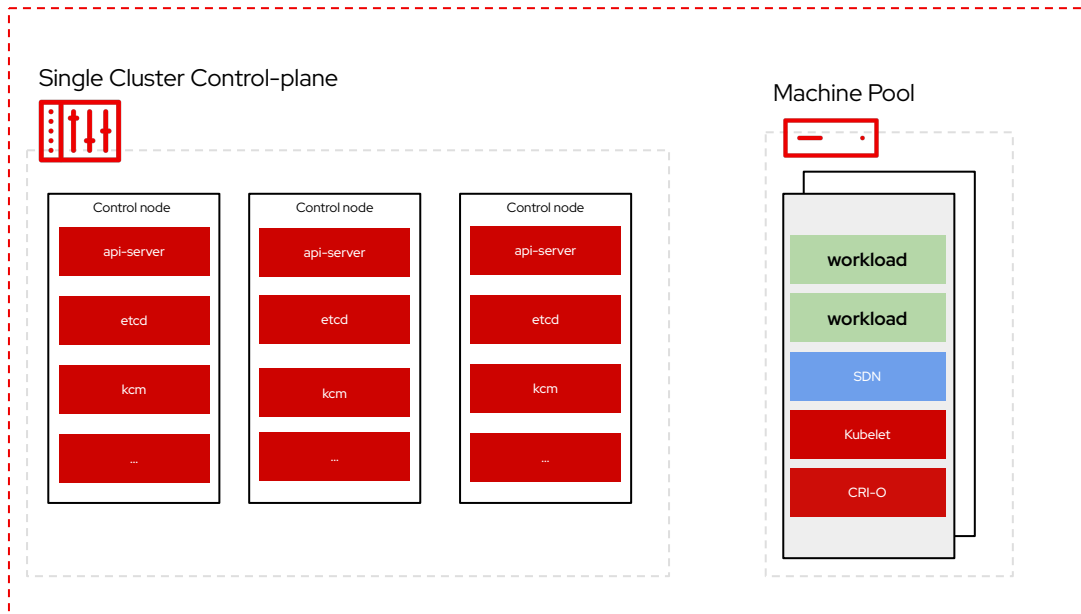 Single Cluster Control-plane
Control node
api-server
etcd
kcm
...
Control node
api-server
etcd
kcm
...
Control node
api-server
etcd
kcm
...
Machine Pool
workload
workload
SDN
Kubelet
CRI-O